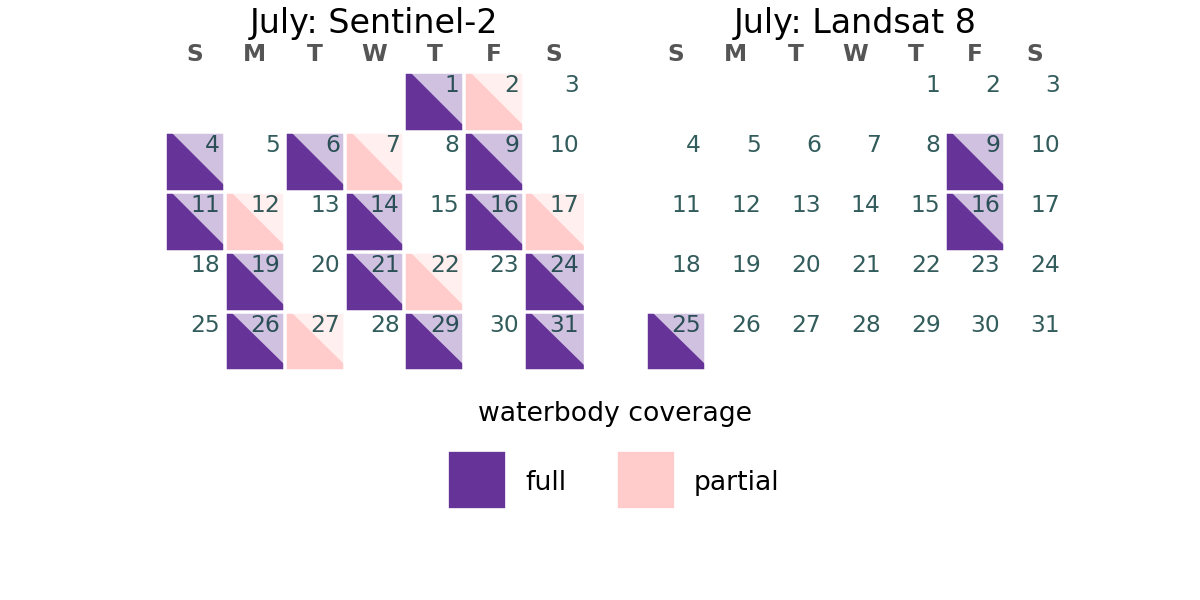 July: Sentinel-2
S M T W T F S
1 2 3
4 5 6 7 8 9 10
11 12 13 14 15 16 17
18 19 20 21 22 23 24
25 26 27 28 29 30 31
July: Landsat 8
S M T W T F S
1 2 3
4 5 6 7 8 9 10
11 12 13 14 15 16 17
18 19 20 21 22 23 24
25 26 27 28 29 30 31
waterbody coverage
full partial